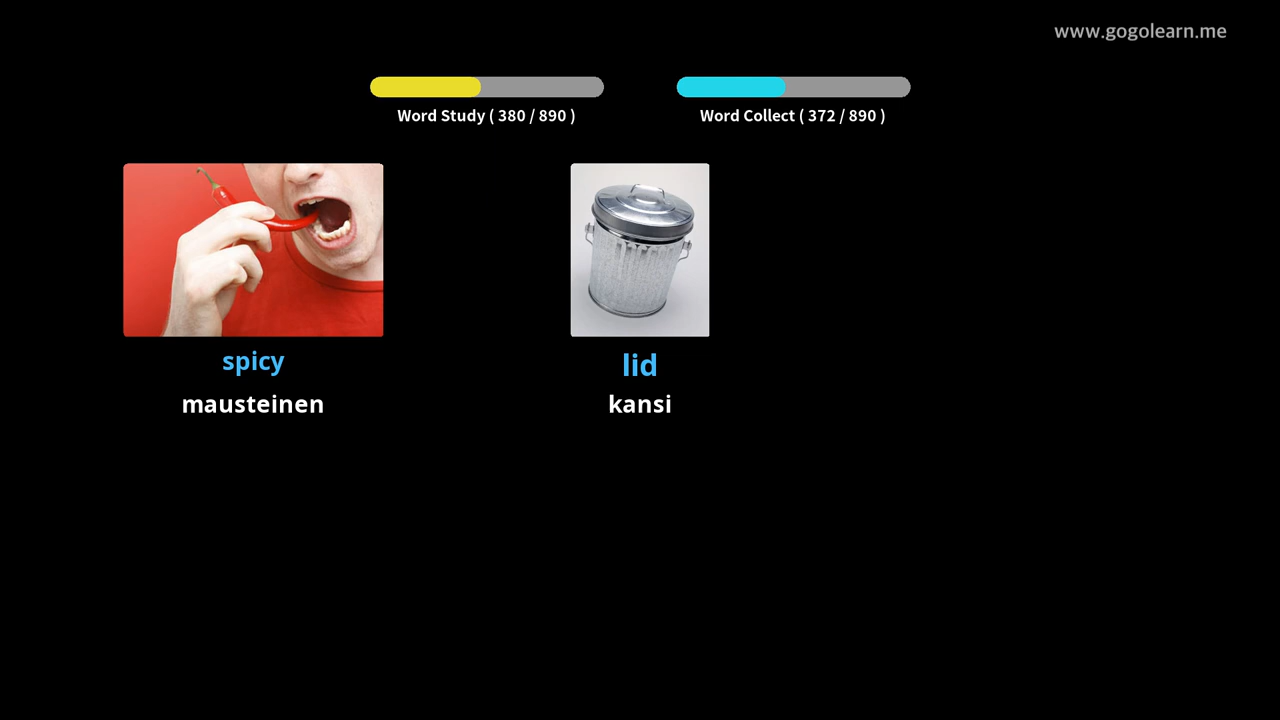 www.gogolearn.me
Word Study ( 380 / 890 )
Word Collect ( 372 / 890 )
spicy
mausteinen
lid
kansi